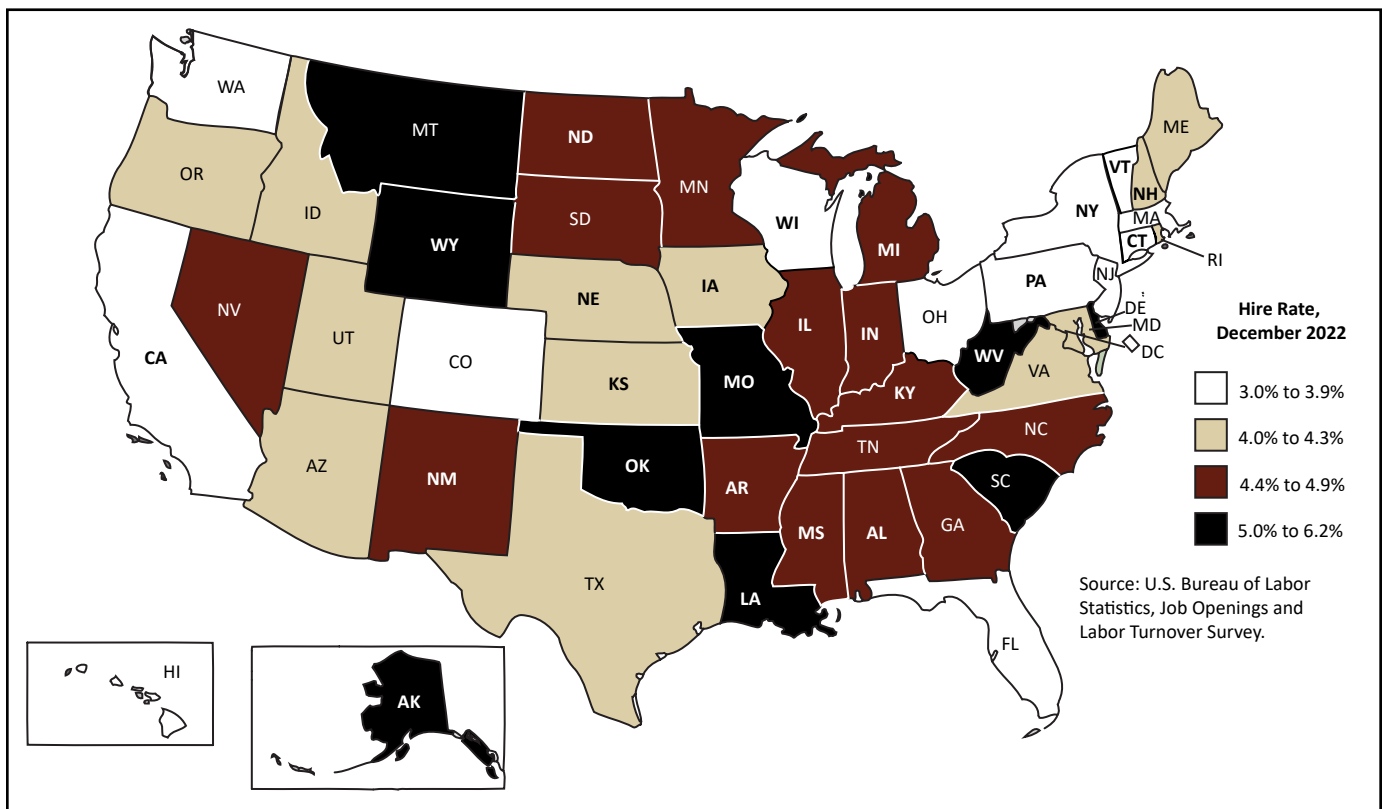 WA
MT
ND
MN
ME
OR
ID
SD
WI
VT
NH
NY
MA
WY
MI
CT
RI
NE
IA
PA
NJ
NV
UT
CO
IL
IN
OH
DE
MD
DC
CA
KS
MO
WV
VA
KY
AZ
NM
OK
AR
TN
NC
SC
MS
AL
GA
TX
LA
FL
HI
AK
Hire Rate,
December 2022
3.0% to 3.9%
4.0% to 4.3%
4.4% to 4.9%
5.0% to 6.2%
Source: U.S. Bureau of Labor
Statistics, Job Openings and
Labor Turnover Survey.